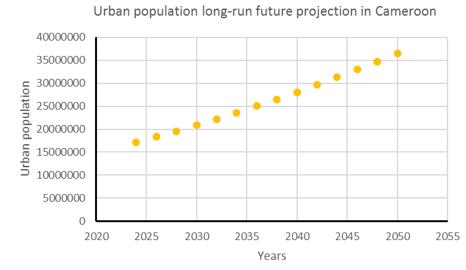 Urban population long-run future projection in Cameroon
40000000
35000000
30000000
25000000
20000000
15000000
10000000
5000000
0
Urban population
2020 2025 2030 2035 2040 2045 2050 2055
Years